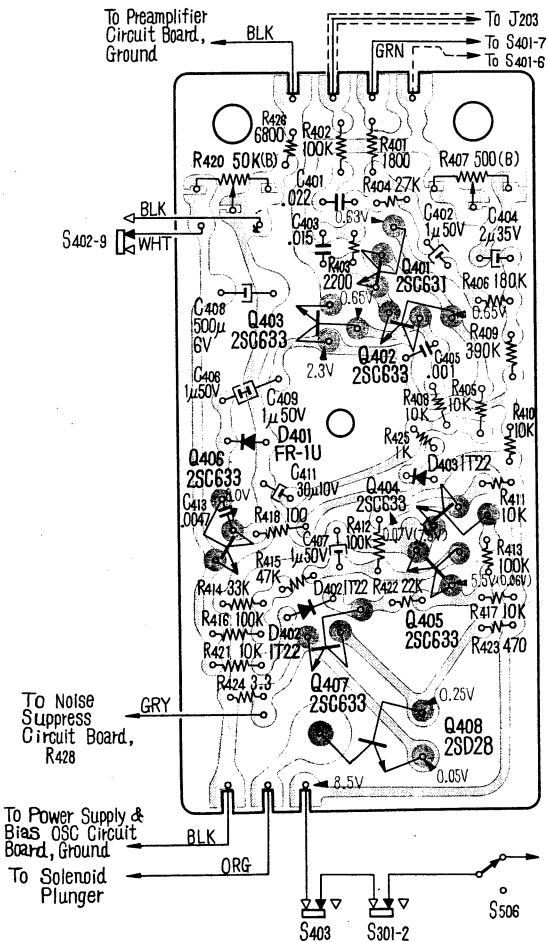 To Preamplifier
Circuit Board,
Ground
BLK
To J203
To S401-7
GRN
To S401-6
R426
6800
R402
100K
R401
1800
R420 50K(B)
R407 500(B)
C401
.022
R404 27K
0.63V
C402
1μ50V
C404
2μ35V
BLK
S402-9
WHT
C403
.015
R403
2200
Q401
2SC631
R406 180K
0.65V
0.65V
C408
500μ
6V
Q403
2SC633
Q402
2SC633
R409
390K
2.3V
C405
.001
C406
1μ50V
C409
1μ50V
R408
10K
R405
10K
R410
10K
D401
FR-1U
R425
1K
Q406
2SC633
C411
30μ10V
D403 1T22
Q404
2SC633
R411
10K
C413
.0047
R418 100
C407
1μ50V
R412
100K
R413
100K
R415
47K
5.5V(0.06V)
R414 33K
D402 1T22
R422 22K
R416 100K
R417 10K
D402
1T22
Q405
2SC633
R421 10K
R423 470
R424 3.3
Q407
2SC633
To Noise
Suppress
Circuit Board,
R428
GRY
0.25V
Q408
2SD28
8.5V
0.05V
To Power Supply &
Bias OSC Circuit
Board, Ground
BLK
ORG
To Solenoid
Plunger
S403
S301-2
S506